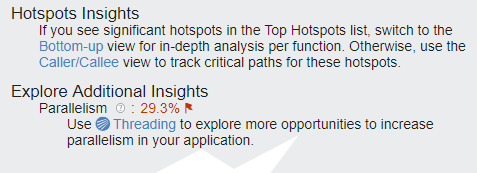 Hotspots Insights
If you see significant hotspots in the Top Hotspots list, switch to the
Bottom-up view for in-depth analysis per function. Otherwise, use the
Caller/Callee view to track critical paths for these hotspots.
Explore Additional Insights
Parallelism ? : 29.3%
Use Threading to explore more opportunities to increase
parallelism in your application.